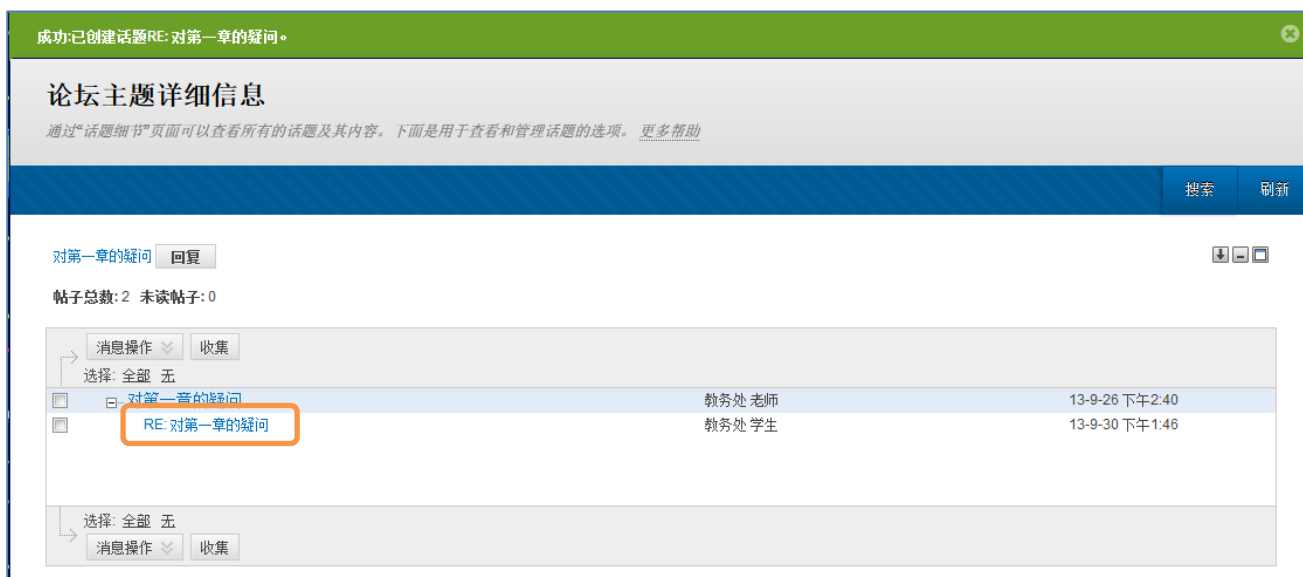 成功:已创建话题RE: 对第一章的疑问。
论坛主题详细信息
通过“话题细节”页面可以查看所有的话题及其内容。下面是用于查看和管理话题的选项。 更多帮助
搜索 刷新
对第一章的疑问 回复
帖子总数: 2 未读帖子: 0
消息操作 收集
选择: 全部 无
对第一章的疑问 教务处 老师 13-9-26 下午2:40
RE: 对第一章的疑问 教务处 学生 13-9-30 下午1:46
选择: 全部 无
消息操作 收集